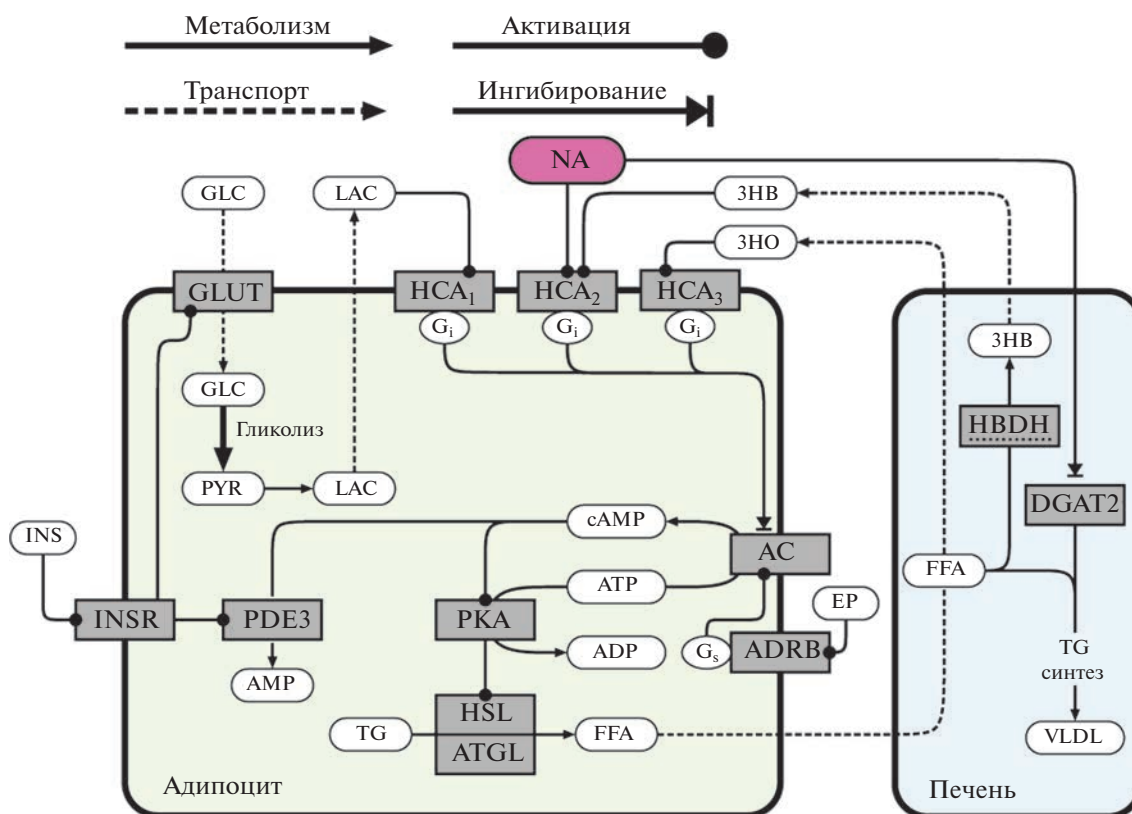 Метаболизм
Активация
Транспорт
Ингибирование
NA
GLC
LAC
3HB
3HO
GLUT
HCA1
HCA2
HCA3
Gi
Gi
Gi
3HB
GLC
HBDH
Гликолиз
PYR
LAC
DGAT2
INS
cAMP
AC
FFA
ATP
EP
INSR
PDE3
PKA
ADP
Gs
ADRB
TG
синтез
AMP
HSL
TG
FFA
ATGL
VLDL
Адипоцит
Печень